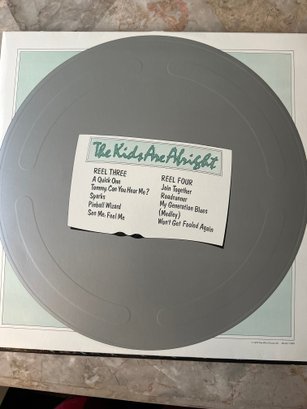 The Kids Are Alright
REEL THREE
A Quick One
Tommy, Can You Hear Me?
Sparks
Pinball Wizard
See Me, Feel Me
REEL FOUR
Join Together
Roadrunner
My Generation Blues
(Medley)
Won't Get Fooled Again